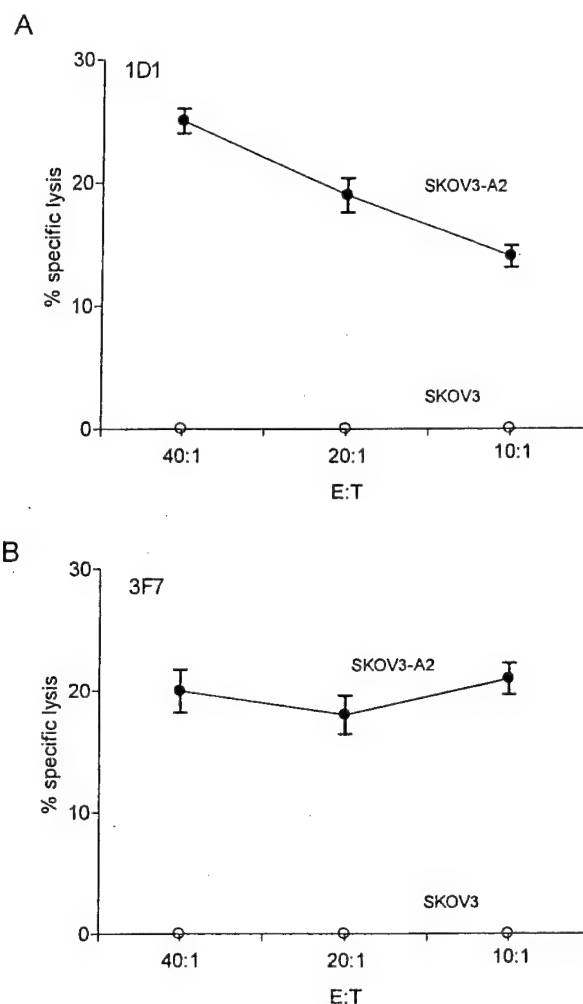 A
1D1
30
20
10
0
% specific lysis
SKOV3-A2
SKOV3
40:1 20:1 10:1
E:T
B
3F7
30
20
10
0
% specific lysis
SKOV3-A2
SKOV3
40:1 20:1 10:1
E:T